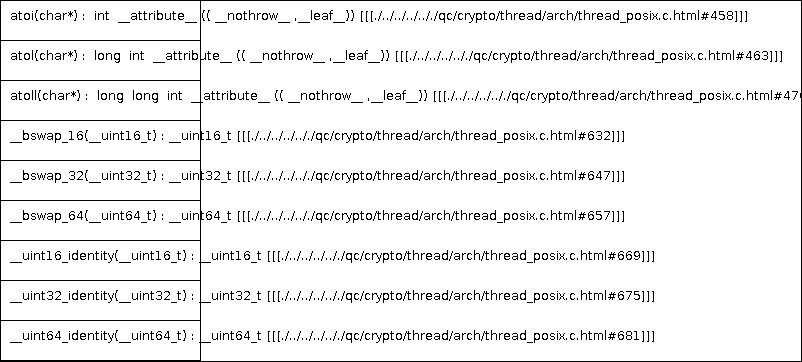 atoi(char*) : int __attribute__ (( __nothrow__ ,__leaf__)) [[[./../../../././qc/crypto/thread/arch/thread_posix.c.html#458]]]
atol(char*) : long int __attribute__ (( __nothrow__ ,__leaf__)) [[[./../../../././qc/crypto/thread/arch/thread_posix.c.html#463]]]
atoll(char*) : long long int __attribute__ (( __nothrow__ ,__leaf__)) [[[./../../../././qc/crypto/thread/arch/thread_posix.c.html#47
__bswap_16(__uint16_t) : __uint16_t [[[./../../../././qc/crypto/thread/arch/thread_posix.c.html#632]]]
__bswap_32(__uint32_t) : __uint32_t [[[./../../../././qc/crypto/thread/arch/thread_posix.c.html#647]]]
__bswap_64(__uint64_t) : __uint64_t [[[./../../../././qc/crypto/thread/arch/thread_posix.c.html#657]]]
__uint16_identity(__uint16_t) : __uint16_t [[[./../../../././qc/crypto/thread/arch/thread_posix.c.html#669]]]
__uint32_identity(__uint32_t) : __uint32_t [[[./../../../././qc/crypto/thread/arch/thread_posix.c.html#675]]]
__uint64_identity(__uint64_t) : __uint64_t [[[./../../../././qc/crypto/thread/arch/thread_posix.c.html#681]]]